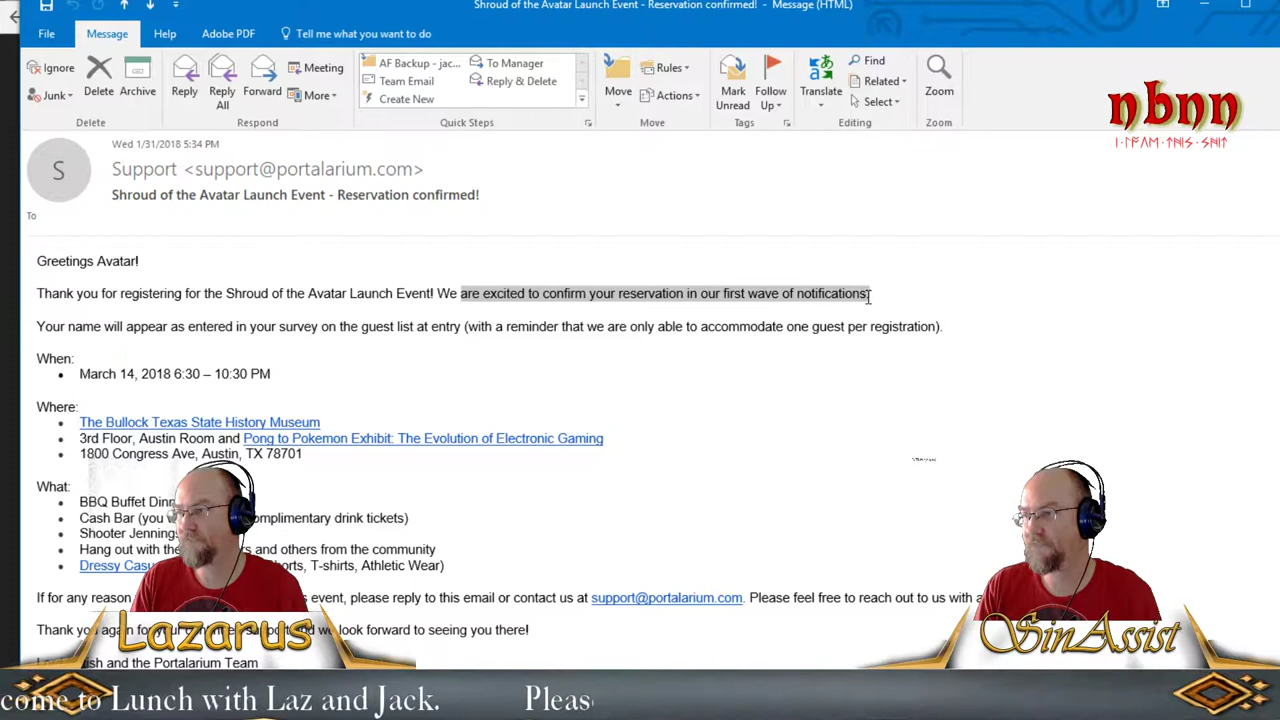 Shroud of the Avatar Launch Event - Reservation confirmed! - Message (HTML)
File Message Help Adobe PDF Tell me what you want to do
Ignore Junk Delete Archive Reply Reply All Forward Meeting More
AF Backup - jac... To Manager
Team Email Reply & Delete
Create New
Move Rules Actions Mark Unread Follow Up Translate Find Related Select Zoom
Delete Respond Quick Steps Move Tags Editing Zoom
nbnn
ᛁ·ᛚᚩᚠᛖ·ᛏᚻᛁᛋ·ᛋᚻᛁᛏ
S
Wed 1/31/2018 5:34 PM
Support <support@portalarium.com>
Shroud of the Avatar Launch Event - Reservation confirmed!
To
Greetings Avatar!
Thank you for registering for the Shroud of the Avatar Launch Event! We are excited to confirm your reservation in our first wave of notifications.
Your name will appear as entered in your survey on the guest list at entry (with a reminder that we are only able to accommodate one guest per registration).
When:
• March 14, 2018 6:30 – 10:30 PM
Where:
• The Bullock Texas State History Museum
• 3rd Floor, Austin Room and Pong to Pokemon Exhibit: The Evolution of Electronic Gaming
• 1800 Congress Ave, Austin, TX 78701
What:
• BBQ Buffet
• Cash Bar (you complimentary drink tickets)
• Shooter
• Hang out with and others from the community
• Dressy T-shirts, Athletic Wear)
If for any reason event, please reply to this email or contact us at support@portalarium.com. Please feel free to reach out to us with
Thank you again for your support and we look forward to seeing you there!
and the Portalarium Team
Lazarus
SinAssist
come to Lunch with Laz and Jack. Pleas